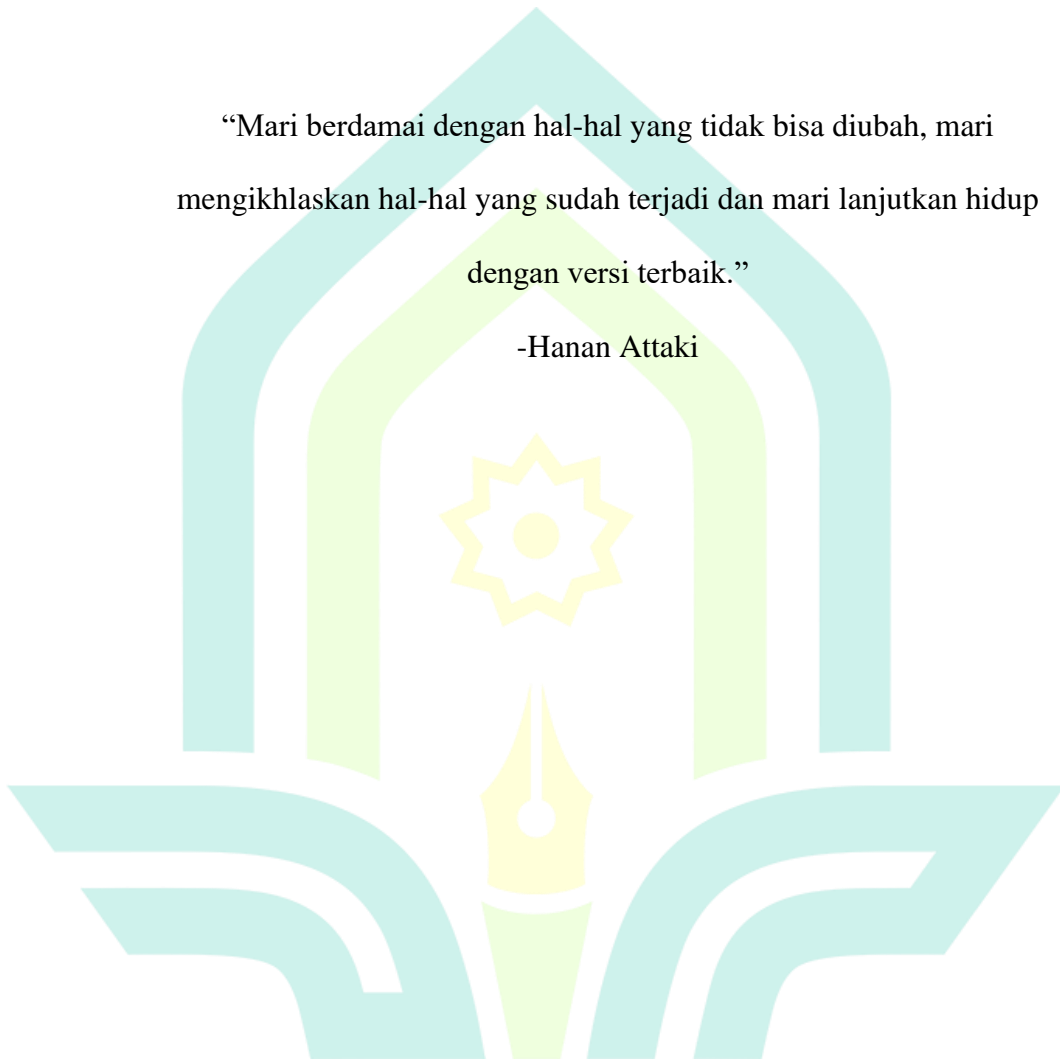 “Mari berdamai dengan hal-hal yang tidak bisa diubah, mari
mengikhlaskan hal-hal yang sudah terjadi dan mari lanjutkan hidup
dengan versi terbaik.”
-Hanan Attaki